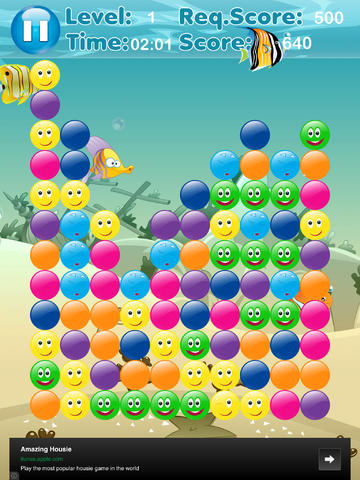 Level: 1 Req.Score: 500
Time: 02:01 Score: 640
Amazing Housie
itunes.apple.com
Play the most popular housie game in the world